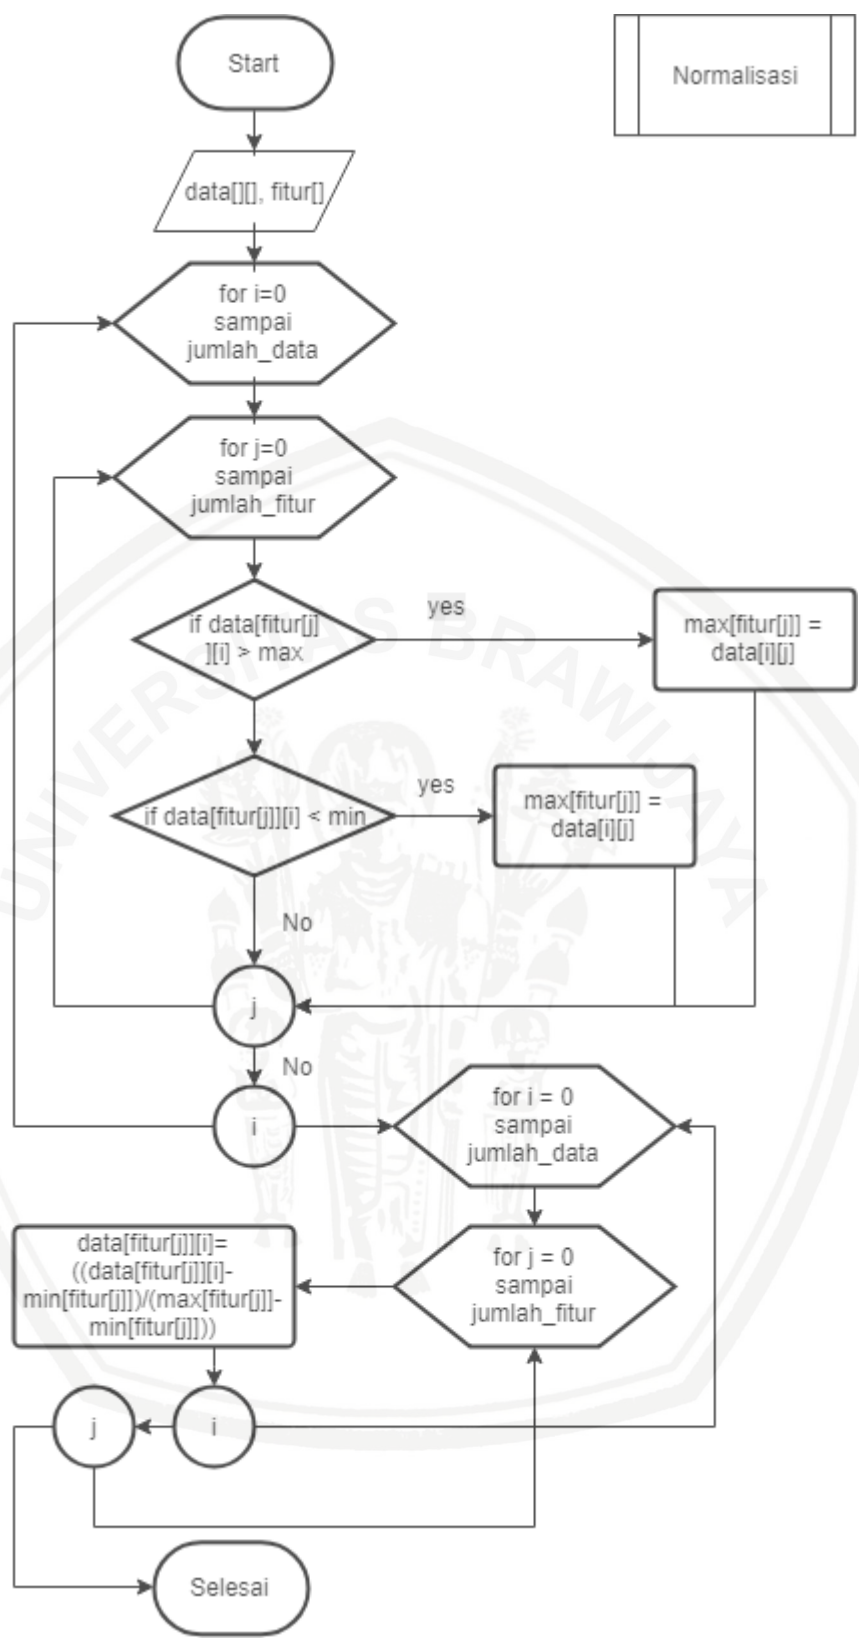 Start
Normalisasi
data[][], fitur[]
for i=0
sampai
jumlah_data
for j=0
sampai
jumlah_fitur
if data[fitur[j]
][i] > max
yes
max[fitur[j]] =
data[i][j]
if data[fitur[j]][i] < min
yes
max[fitur[j]] =
data[i][j]
No
j
No
i
for i = 0
sampai
jumlah_data
data[fitur[j]][i]=
((data[fitur[j]][i]-
min[fitur[j]])/(max[fitur[j]]-
min[fitur[j]]))
for j = 0
sampai
jumlah_fitur
j
i
Selesai
UNIVERSITAS BRAWIJAYA